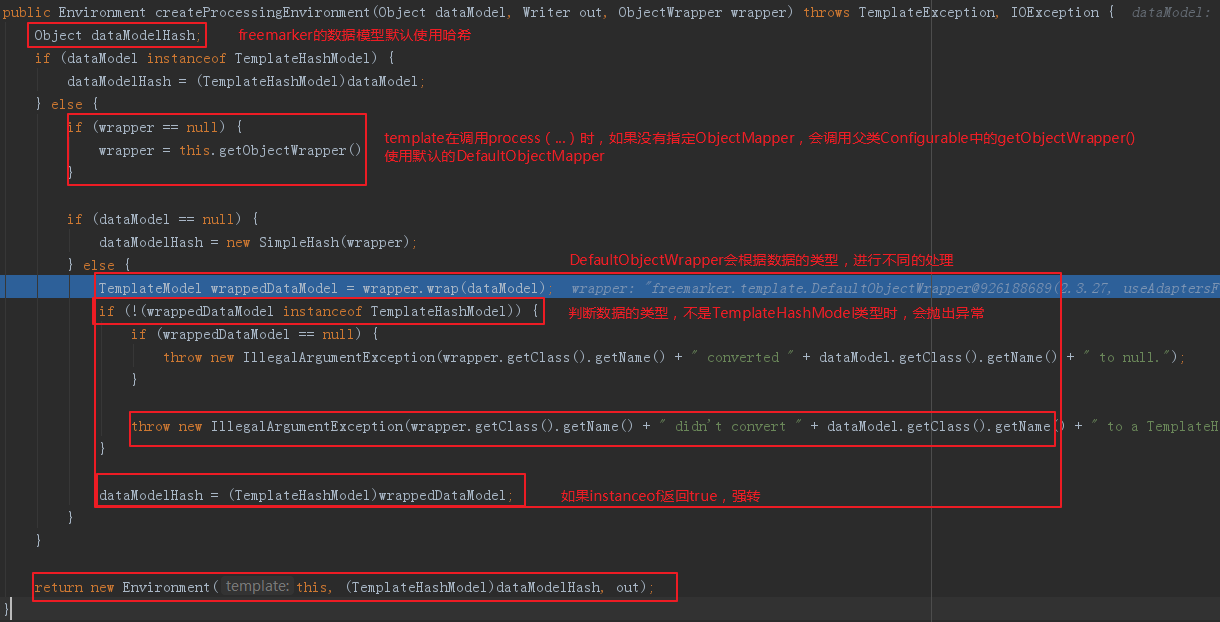 public Environment createProcessingEnvironment(Object dataModel, Writer out, ObjectWrapper wrapper) throws TemplateException, IOException { dataModel:
Object dataModelHash; freemarker的数据模型默认使用哈希
if (dataModel instanceof TemplateHashModel) {
dataModelHash = (TemplateHashModel)dataModel;
} else {
if (wrapper == null) {
template在调用process（...）时，如果没有指定ObjectMapper，会调用父类Configurable中的getObjectWrapper()
wrapper = this.getObjectWrapper()
使用默认的DefaultObjectMapper
}
if (dataModel == null) {
dataModelHash = new SimpleHash(wrapper);
} else {
DefaultObjectWrapper会根据数据的类型，进行不同的处理
TemplateModel wrappedDataModel = wrapper.wrap(dataModel); wrapper: "freemarker.template.DefaultObjectWrapper@926188689(2.3.27, useAdaptersF
if (!(wrappedDataModel instanceof TemplateHashModel)) { 判断数据的类型，不是TemplateHashModel类型时，会抛出异常
if (wrappedDataModel == null) {
throw new IllegalArgumentException(wrapper.getClass().getName() + " converted " + dataModel.getClass().getName() + " to null.");
}
throw new IllegalArgumentException(wrapper.getClass().getName() + " didn't convert " + dataModel.getClass().getName() + " to a TemplateH
}
dataModelHash = (TemplateHashModel)wrappedDataModel; 如果instanceof返回true，强转
}
}
return new Environment( template: this, (TemplateHashModel)dataModelHash, out);
}